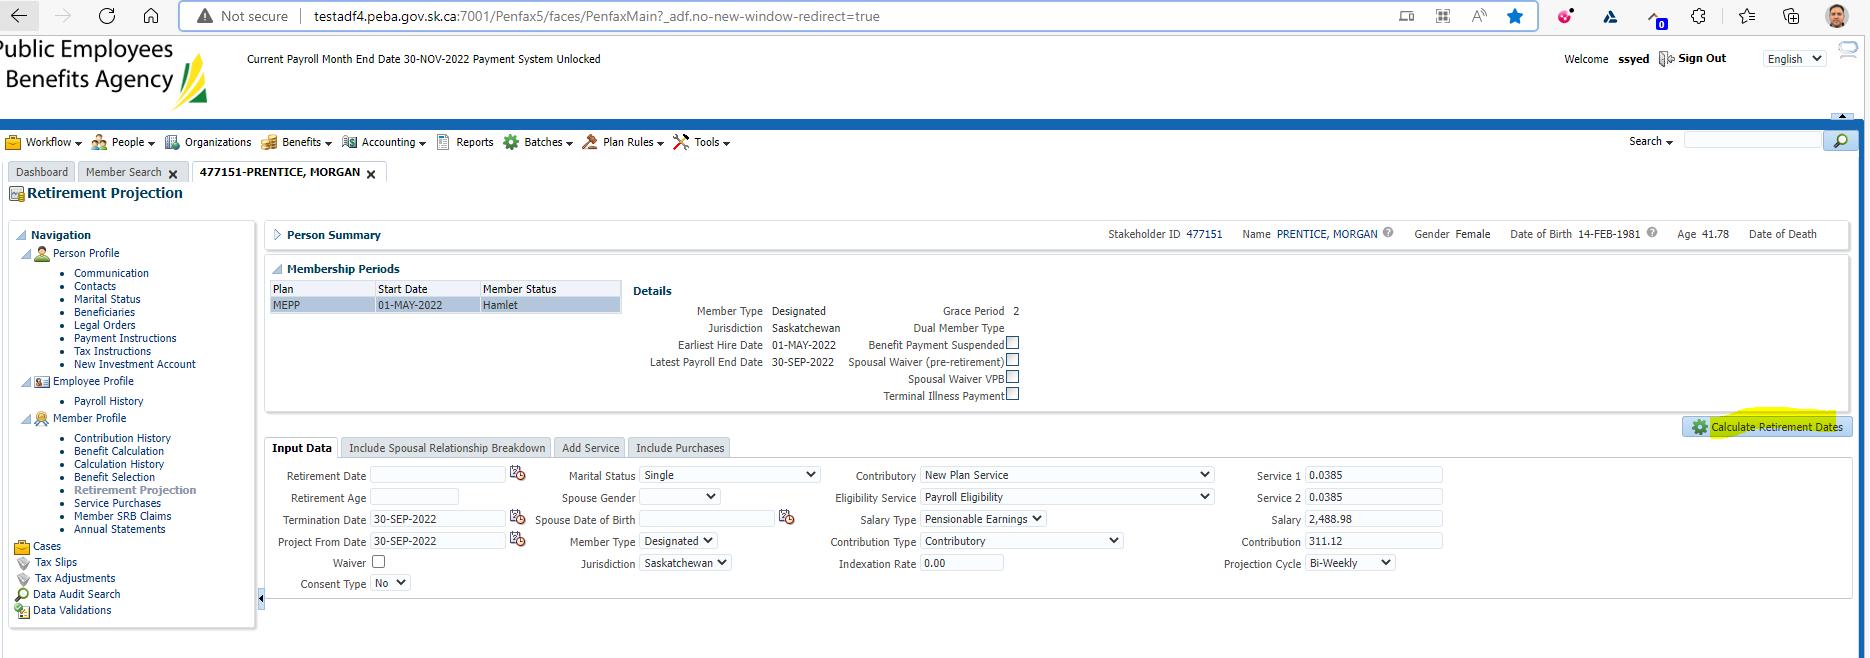 Not secure
testadf4.peba.gov.sk.ca:7001/Penfax5/faces/PenfaxMain?_adf.no-new-window-redirect=true
0
Public Employees
Benefits Agency
Current Payroll Month End Date 30-NOV-2022 Payment System Unlocked
Welcome ssyed Sign Out English
Workflow People Organizations Benefits Accounting Reports Batches Plan Rules Tools Search
Dashboard Member Search 477151-PRENTICE, MORGAN
Retirement Projection
Navigation
Person Profile
Communication
Contacts
Marital Status
Beneficiaries
Legal Orders
Payment Instructions
Tax Instructions
New Investment Account
Employee Profile
Payroll History
Member Profile
Contribution History
Benefit Calculation
Calculation History
Benefit Selection
Retirement Projection
Service Purchases
Member SRB Claims
Annual Statements
Cases
Tax Slips
Tax Adjustments
Data Audit Search
Data Validations
Person Summary Stakeholder ID 477151 Name PRENTICE, MORGAN Gender Female Date of Birth 14-FEB-1981 Age 41.78 Date of Death
Membership Periods
Plan Start Date Member Status
MEPP 01-MAY-2022 Hamlet
Details
Member Type Designated Grace Period 2
Jurisdiction Saskatchewan Dual Member Type
Earliest Hire Date 01-MAY-2022 Benefit Payment Suspended
Latest Payroll End Date 30-SEP-2022 Spousal Waiver (pre-retirement)
Spousal Waiver VPB
Terminal Illness Payment
Calculate Retirement Dates
Input Data Include Spousal Relationship Breakdown Add Service Include Purchases
Retirement Date Marital Status Single Contributory New Plan Service Service 1 0.0385
Retirement Age Spouse Gender Eligibility Service Payroll Eligibility Service 2 0.0385
Termination Date 30-SEP-2022 Spouse Date of Birth Salary Type Pensionable Earnings Salary 2,488.98
Project From Date 30-SEP-2022 Member Type Designated Contribution Type Contributory Contribution 311.12
Waiver Jurisdiction Saskatchewan Indexation Rate 0.00 Projection Cycle Bi-Weekly
Consent Type No